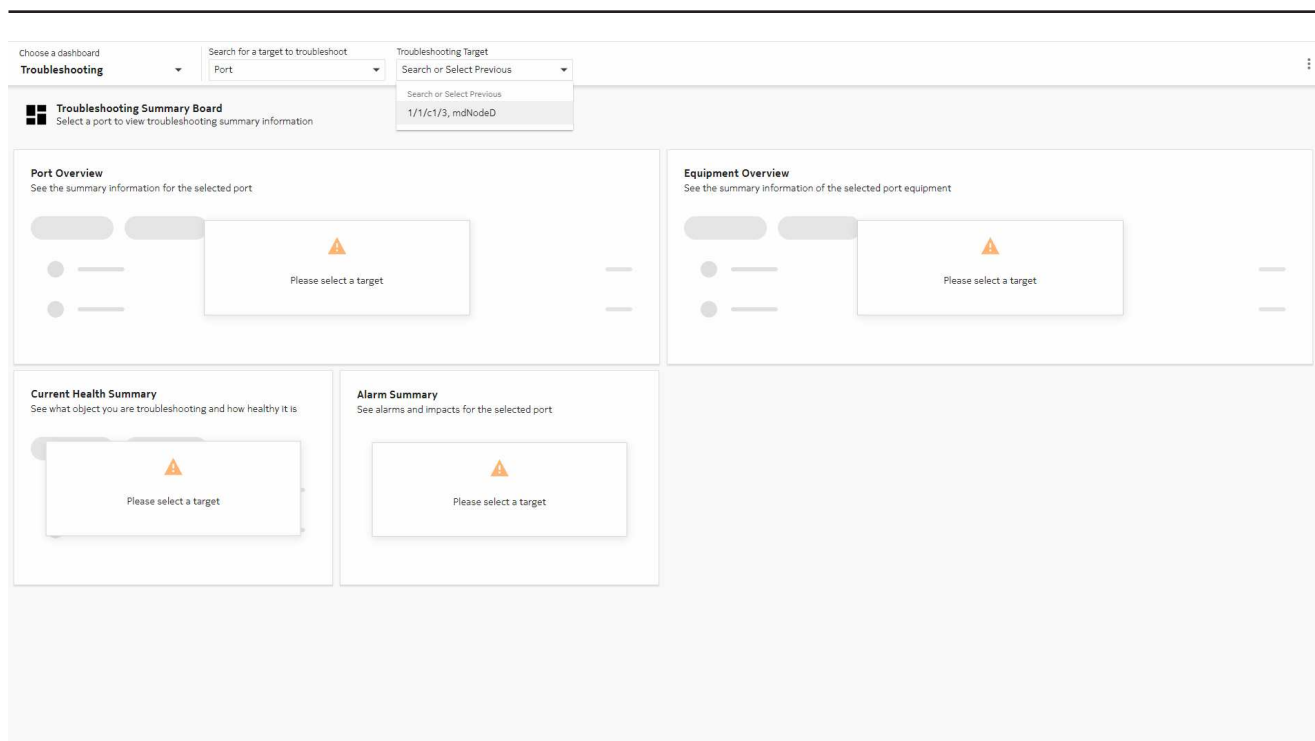 Choose a dashboard
Troubleshooting
Search for a target to troubleshoot
Port
Troubleshooting Target
Search or Select Previous
Search or Select Previous
1/1/c1/3, mdNodeD
Troubleshooting Summary Board
Select a port to view troubleshooting summary information
Port Overview
See the summary information for the selected port
Please select a target
Equipment Overview
See the summary information of the selected port equipment
Please select a target
Current Health Summary
See what object you are troubleshooting and how healthy it is
Please select a target
Alarm Summary
See alarms and impacts for the selected port
Please select a target